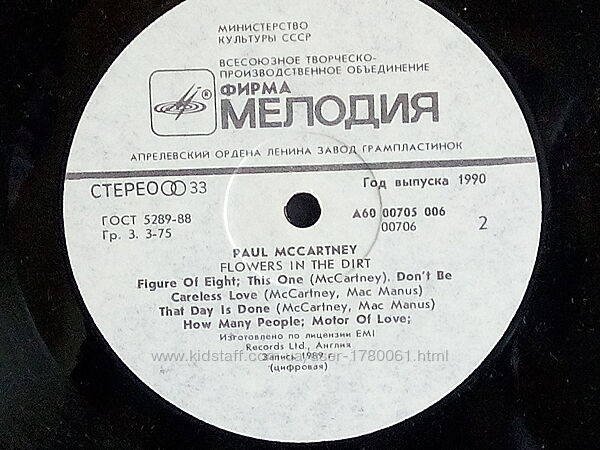 МИНИСТЕРСТВО
КУЛЬТУРЫ СССР
ВСЕСОЮЗНОЕ ТВОРЧЕСКО-
ПРОИЗВОДСТВЕННОЕ ОБЪЕДИНЕНИЕ
®
ФИРМА
МЕЛОДИЯ
АПРЕЛЕВСКИЙ ОРДЕНА ЛЕНИНА ЗАВОД ГРАМПЛАСТИНОК
СТЕРЕО 33
Год выпуска 1990
ГОСТ 5289-88
Гр. 3. 3-75
А60 00705 006
00706
2
PAUL MCCARTNEY
FLOWERS IN THE DIRT
Figure Of Eight; This One (McCartney). Don't Be
Careless Love (McCartney, Mac Manus)
That Day Is Done (McCartney, Mac Manus)
How Many People; Motor Of Love;
Изготовлено по лицензии EMI
Records Ltd., Англия
Запись 1989 г.
(цифровая)